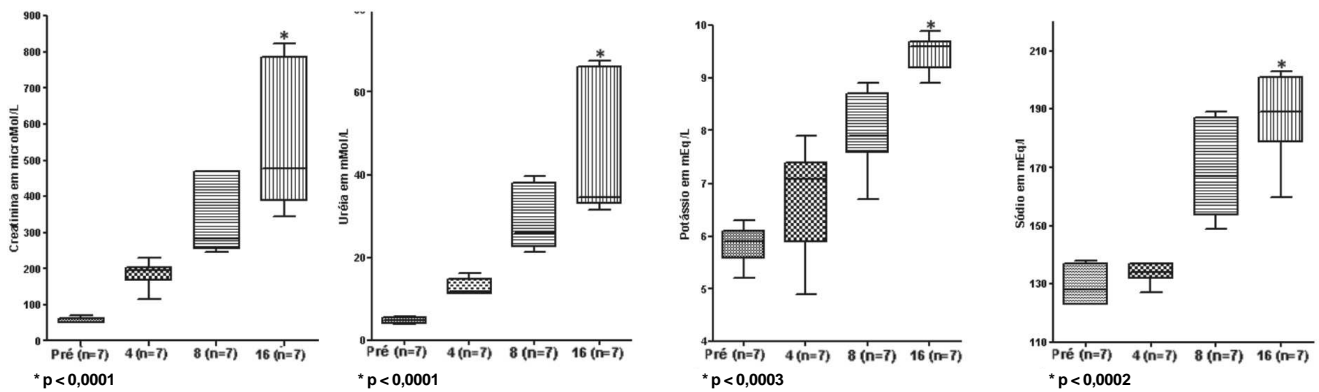 Creatinina em microMol/L
900
800
700
600
500
400
300
200
100
0
*
Pré (n=7) 4 (n=7) 8 (n=7) 16 (n=7)
* p < 0,0001
Uréia em mMol/L
60
40
20
0
*
Pré (n=7) 4 (n=7) 8 (n=7) 16 (n=7)
* p < 0,0001
Potássio em mEq/L
10
9
8
7
6
5
4
*
Pré (n=7) 4 (n=7) 8 (n=7) 16 (n=7)
* p < 0,0003
Sódio em mEq/l
210
190
170
150
130
110
*
Pré (n=7) 4 (n=7) 8 (n=7) 16 (n=7)
* p < 0,0002